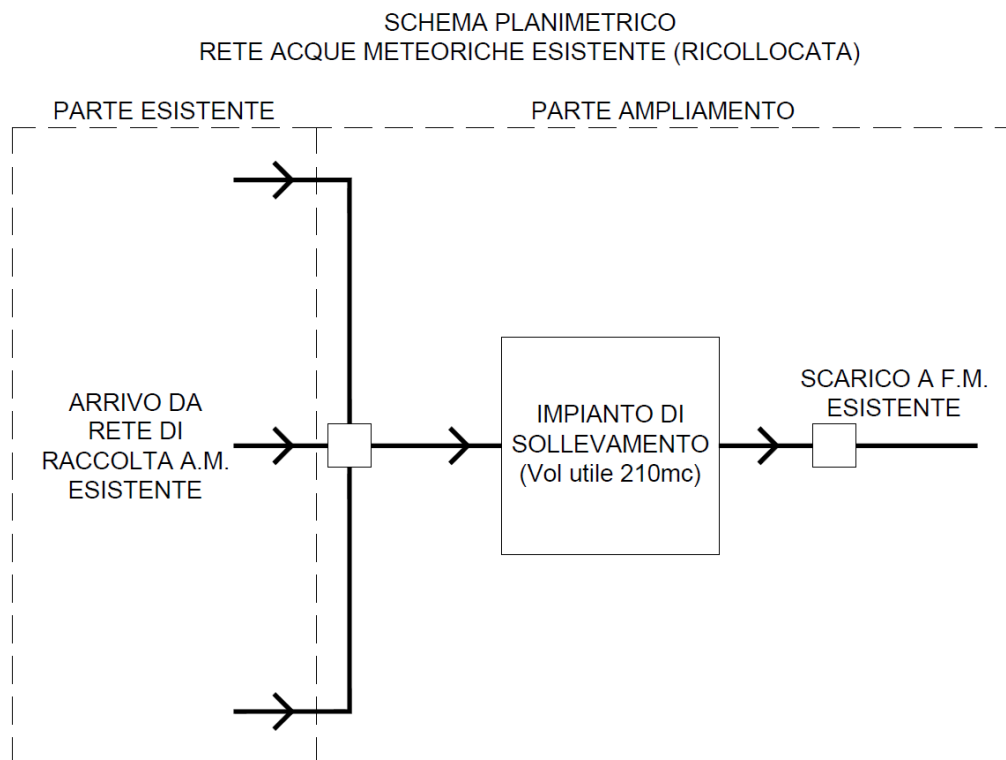 SCHEMA PLANIMETRICO
RETE ACQUE METEORICHE ESISTENTE (RICOLLOCATA)
PARTE ESISTENTE
PARTE AMPLIAMENTO
ARRIVO DA
RETE DI
RACCOLTA A.M.
ESISTENTE
IMPIANTO DI
SOLLEVAMENTO
(Vol utile 210mc)
SCARICO A F.M.
ESISTENTE